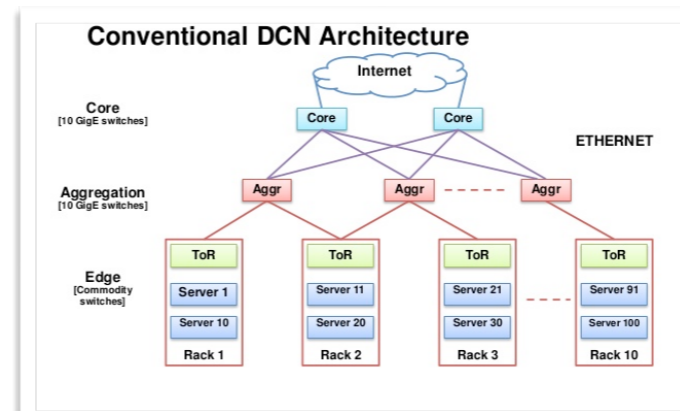 Conventional DCN Architecture
Internet
Core
[10 GigE switches]
Core
Core
ETHERNET
Aggregation
[10 GigE switches]
Aggr
Aggr
Aggr
Edge
[Commodity
switches]
ToR
ToR
ToR
ToR
Server 1
Server 11
Server 21
Server 91
Server 10
Server 20
Server 30
Server 100
Rack 1
Rack 2
Rack 3
Rack 10